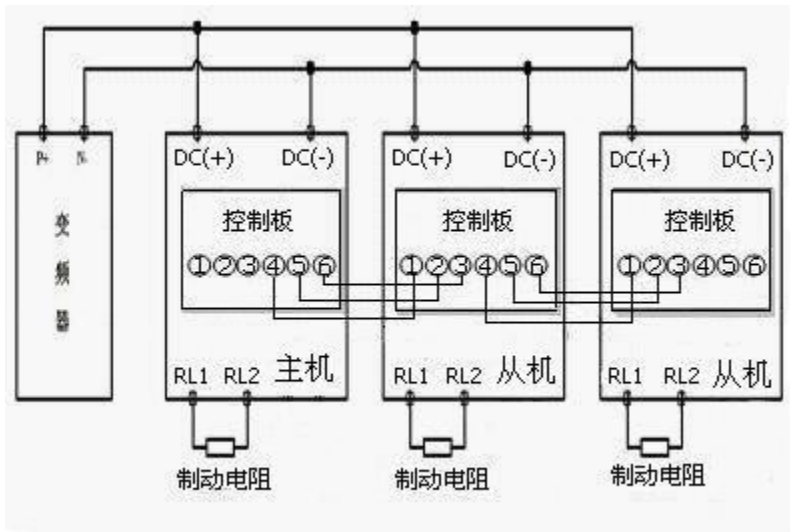 P+ N-
变
频
器
DC(+) DC(-)
控制板
①②③④⑤⑥
RL1 RL2 主机
制动电阻
DC(+) DC(-)
控制板
①②③④⑤⑥
RL1 RL2 从机
制动电阻
DC(+) DC(-)
控制板
①②③④⑤⑥
RL1 RL2 从机
制动电阻